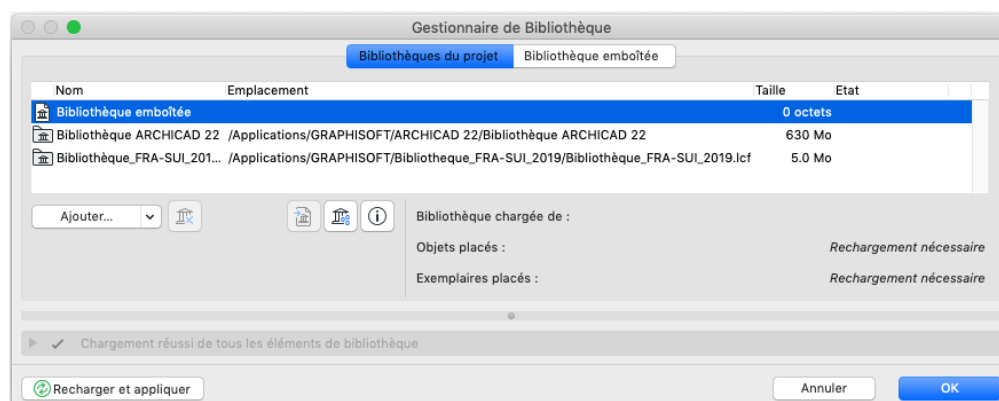 Gestionnaire de Bibliothèque
Bibliothèques du projet Bibliothèque emboîtée
Nom Emplacement Taille Etat
Bibliothèque emboîtée 0 octets
Bibliothèque ARCHICAD 22 /Applications/GRAPHISOFT/ARCHICAD 22/Bibliothèque ARCHICAD 22 630 Mo
Bibliothèque_FRA-SUI_201... /Applications/GRAPHISOFT/Bibliotheque_FRA-SUI_2019/Bibliothèque_FRA-SUI_2019.lcf 5.0 Mo
Ajouter... Bibliothèque chargée de :
Objets placés : Rechargement nécessaire
Exemplaires placés : Rechargement nécessaire
Chargement réussi de tous les éléments de bibliothèque
Recharger et appliquer Annuler OK